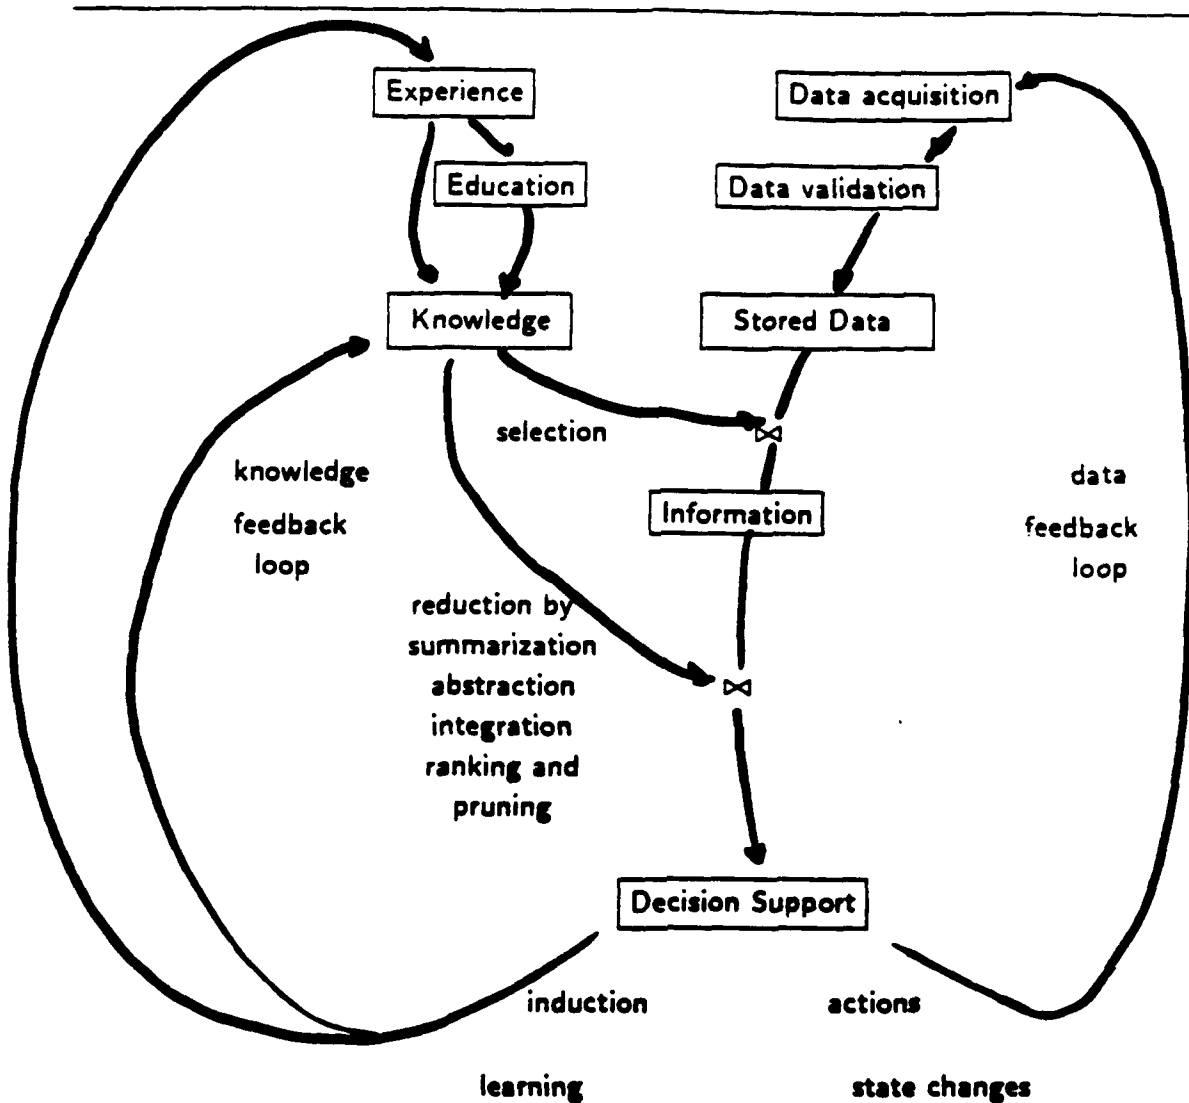 Experience
Data acquisition
Education
Data validation
Knowledge
Stored Data
selection
knowledge
feedback
loop
Information
data
feedback
loop
reduction by
summarization
abstraction
integration
ranking and
pruning
Decision Support
induction
actions
learning
state changes